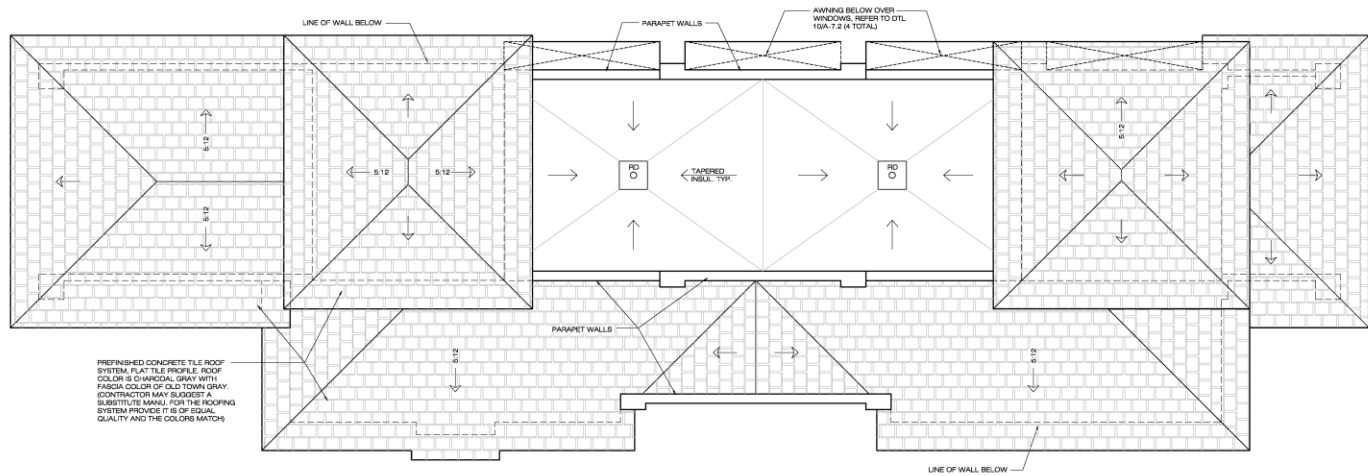 LINE OF WALL BELOW
PARAPET WALLS
AWNING BELOW OVER
WINDOWS, REFER TO DTL
10/A-7.2 (4 TOTAL)
5:12
5:12
5:12
5:12
RD
TAPERED
INSUL. TYP.
RD
5:12
PARAPET WALLS
5:12
5:12
PREFINISHED CONCRETE TILE ROOF
SYSTEM, FLAT TILE PROFILE. ROOF
COLOR IS CHARCOAL GRAY WITH
FASCIA COLOR OF OLD TOWN GRAY.
(CONTRACTOR MAY SUGGEST A
SUBSTITUTE MANU. FOR THE ROOFING
SYSTEM PROVIDE IT IS OF EQUAL
QUALITY AND THE COLORS MATCH)
LINE OF WALL BELOW